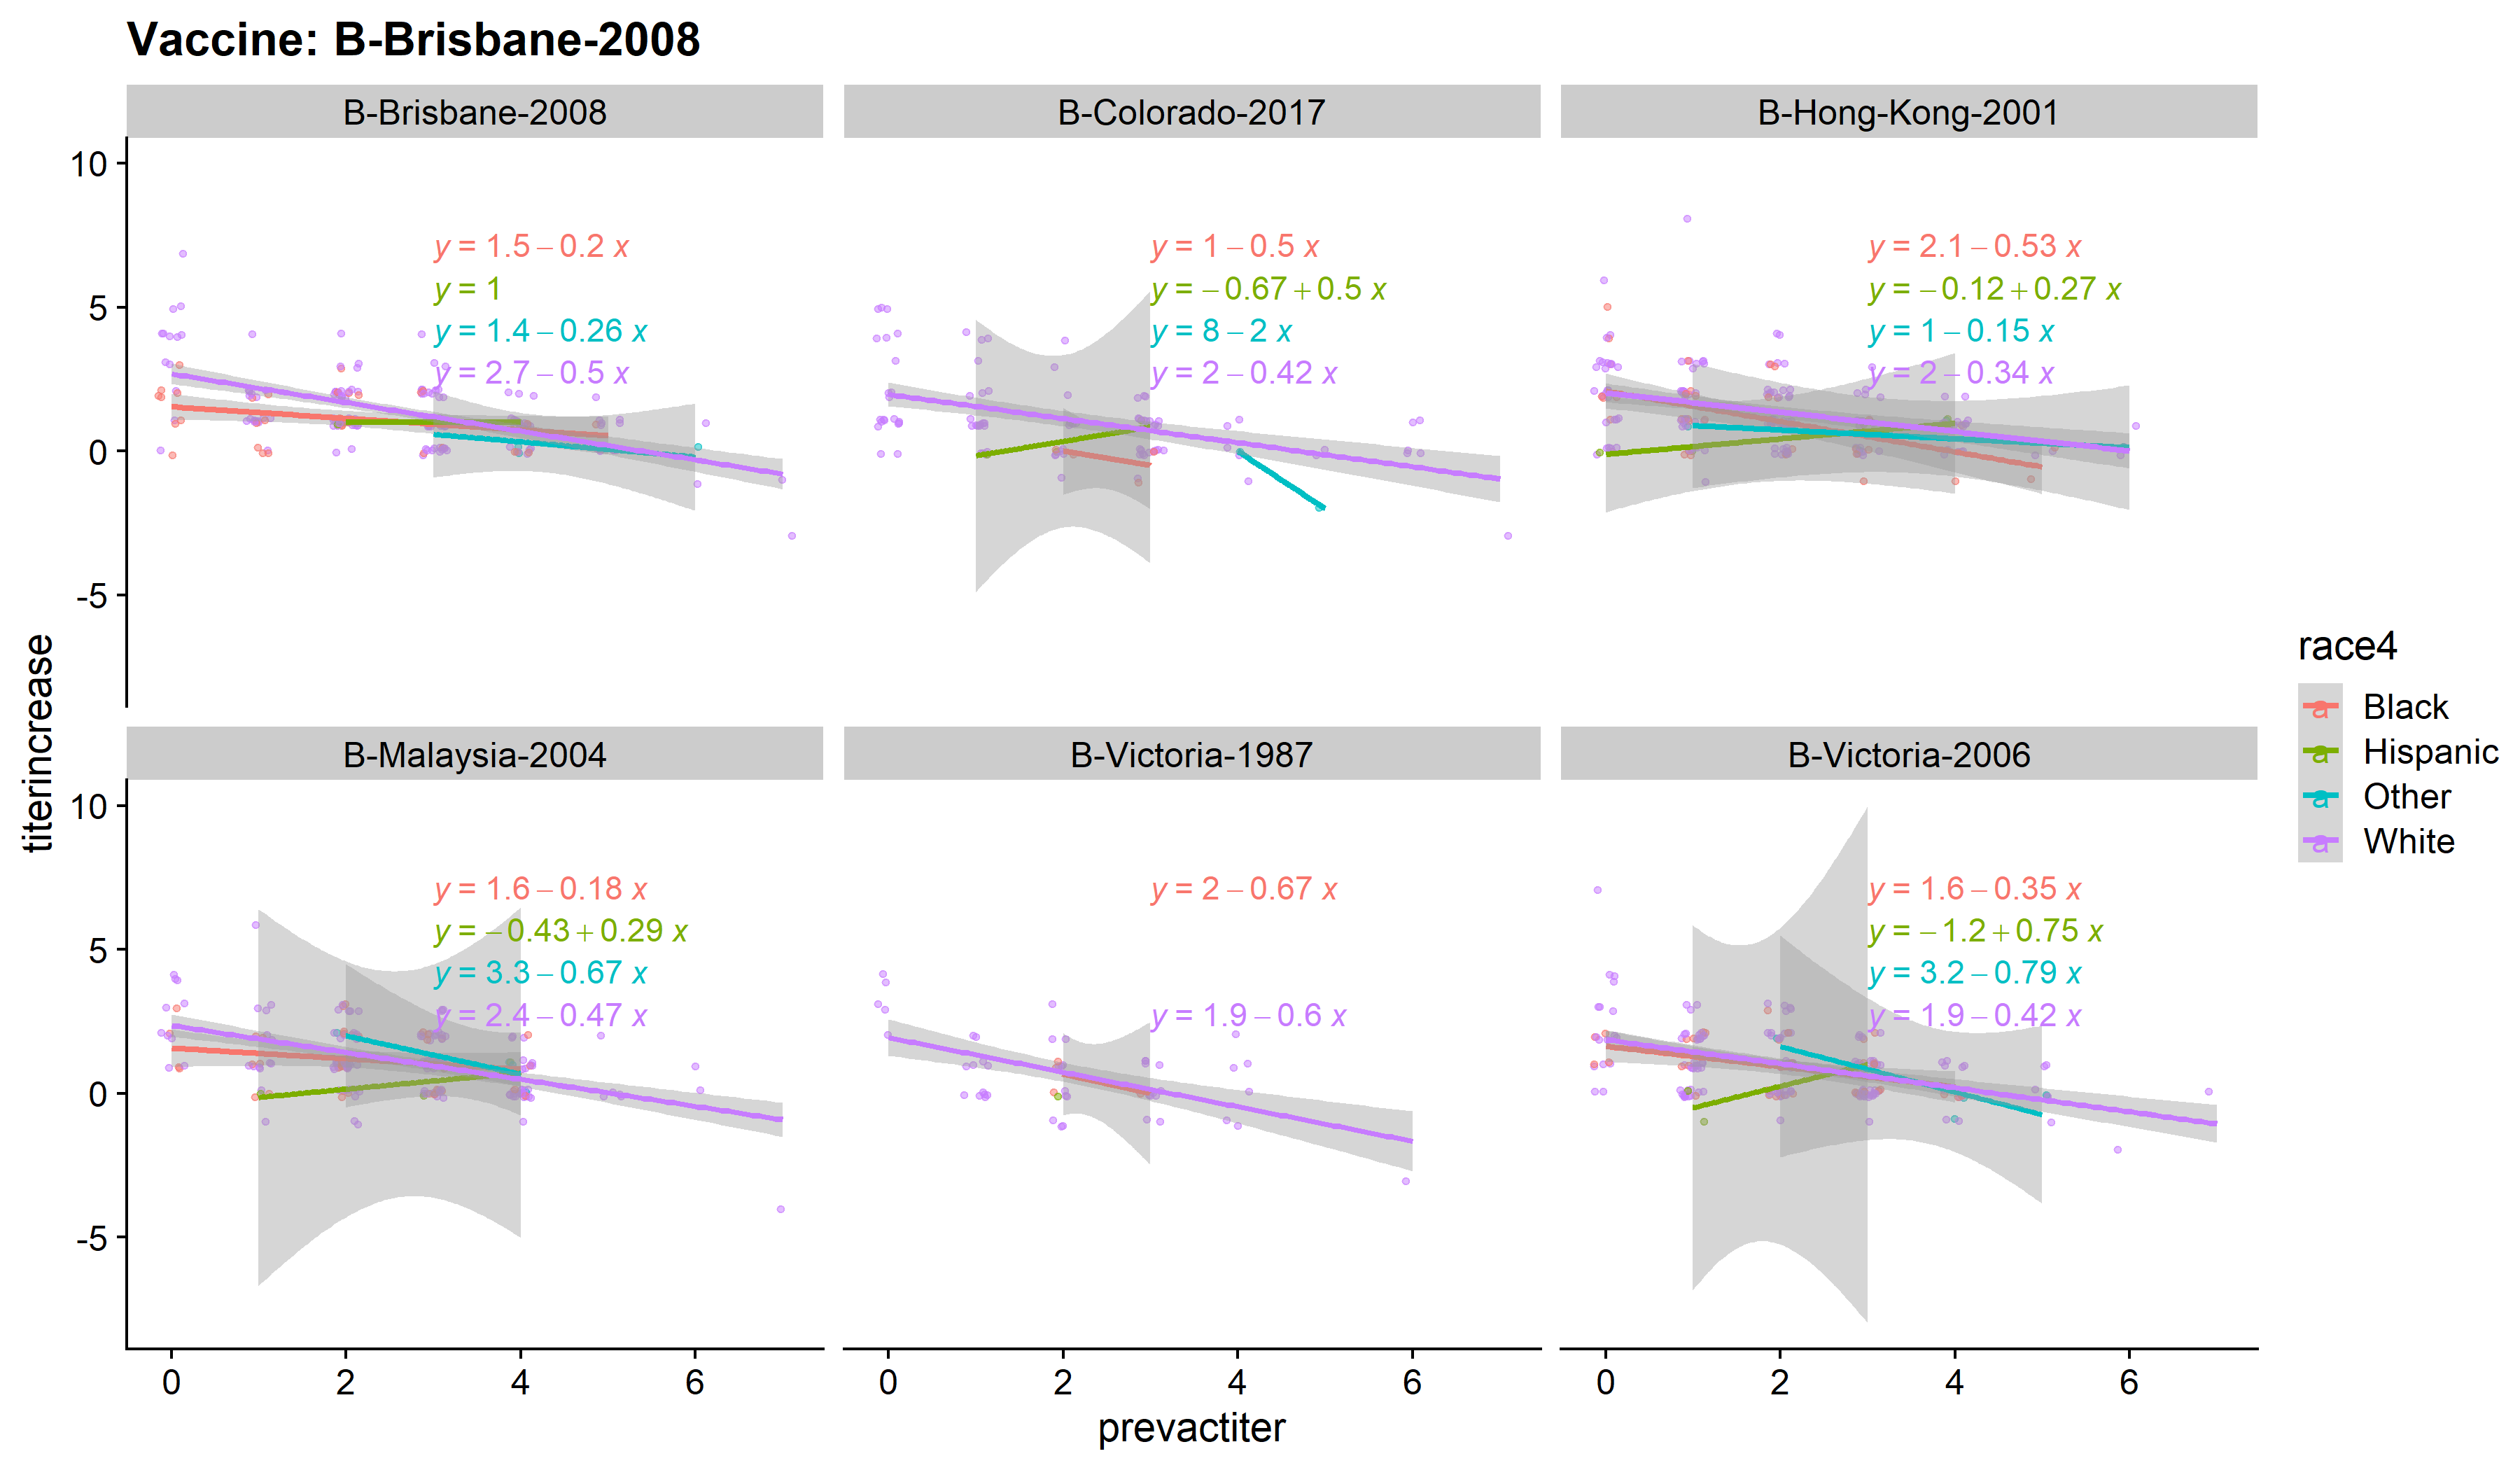 Vaccine: B-Brisbane-2008
B-Brisbane-2008
B-Colorado-2017
B-Hong-Kong-2001
10
5
0
-5
y = 1.5 − 0.2 x
y = 1
y = 1.4 − 0.26 x
y = 2.7 − 0.5 x
y = 1 − 0.5 x
y = − 0.67 + 0.5 x
y = 8 − 2 x
y = 2 − 0.42 x
y = 2.1 − 0.53 x
y = − 0.12 + 0.27 x
y = 1 − 0.15 x
y = 2 − 0.34 x
titerincrease
B-Malaysia-2004
B-Victoria-1987
B-Victoria-2006
10
5
0
-5
y = 1.6 − 0.18 x
y = − 0.43 + 0.29 x
y = 3.3 − 0.67 x
y = 2.4 − 0.47 x
y = 2 − 0.67 x
y = 1.9 − 0.6 x
y = 1.6 − 0.35 x
y = − 1.2 + 0.75 x
y = 3.2 − 0.79 x
y = 1.9 − 0.42 x
0 2 4 6
0 2 4 6
0 2 4 6
prevactiter
race4
a Black
a Hispanic
a Other
a White